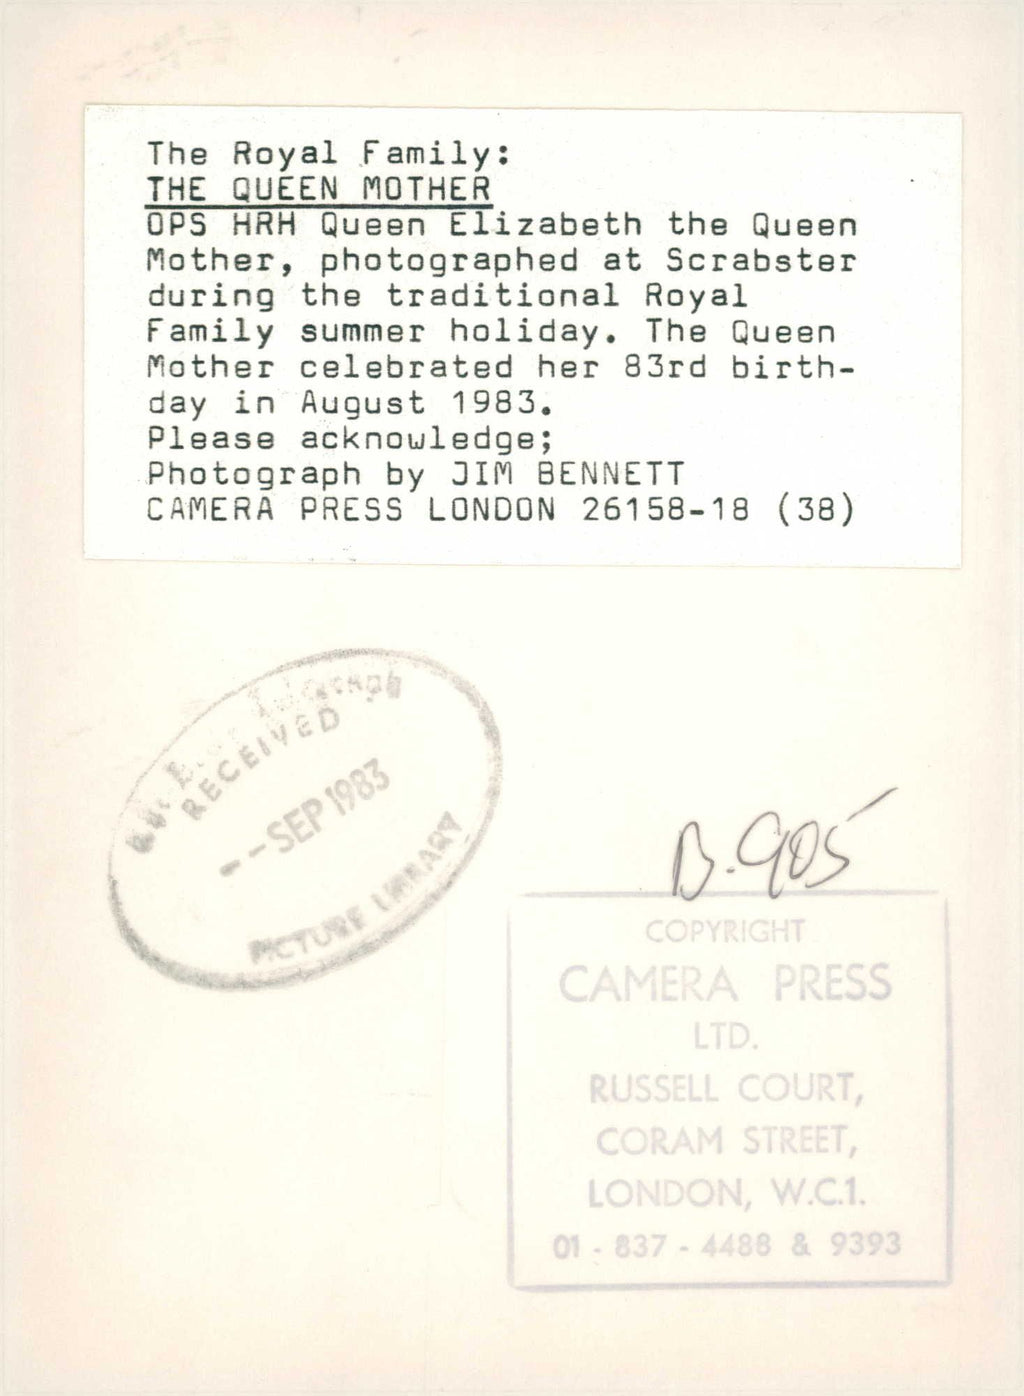 The Royal Family:
THE QUEEN MOTHER
OPS HRH Queen Elizabeth the Queen
Mother, photographed at Scrabster
during the traditional Royal
Family summer holiday. The Queen
Mother celebrated her 83rd birth-
day in August 1983.
Please acknowledge;
Photograph by JIM BENNETT
CAMERA PRESS LONDON 26158-18 (38)
RECEIVED
--SEP 1983
PICTURE LIBRARY
B.905
COPYRIGHT
CAMERA PRESS
LTD.
RUSSELL COURT,
CORAM STREET,
LONDON, W.C.1.
01-837-4488 & 9393